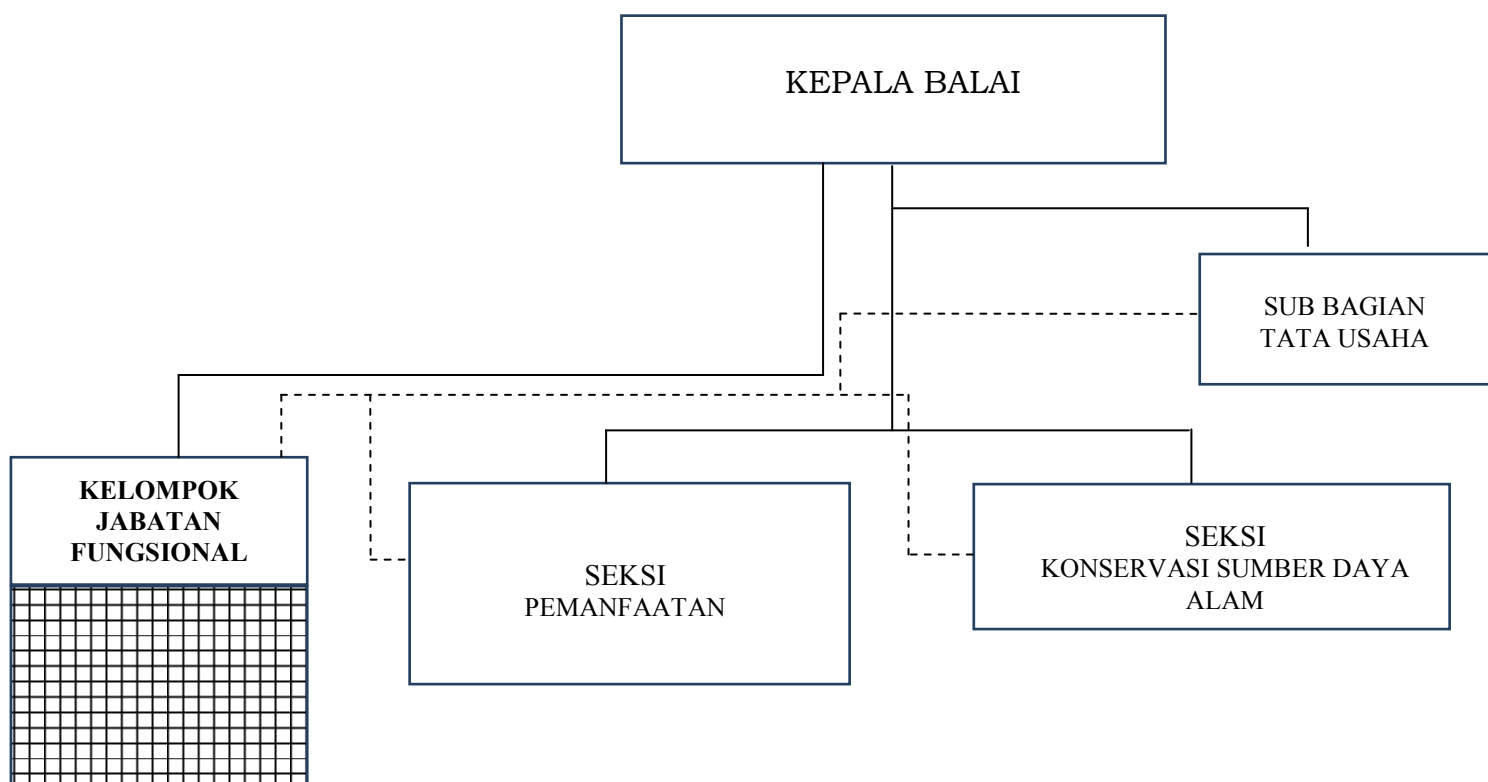 KEPALA BALAI
SUB BAGIAN
TATA USAHA
KELOMPOK
JABATAN
FUNGSIONAL
SEKSI
PEMANFAATAN
SEKSI
KONSERVASI SUMBER DAYA
ALAM